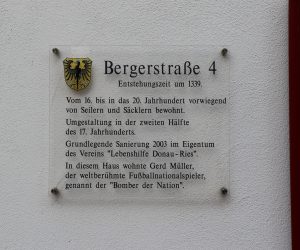 Bergerstraße 4
Entstehungszeit um 1339.
Vom 16. bis in das 20. Jahrhundert vorwiegend
von Seilern und Säcklern bewohnt.
Umgestaltung in der zweiten Hälfte
des 17. Jahrhunderts.
Grundlegende Sanierung 2003 im Eigentum
des Vereins "Lebenshilfe Donau-Ries".
In diesem Haus wohnte Gerd Müller,
der weltberühmte Fußballnationalspieler,
genannt der "Bomber der Nation".